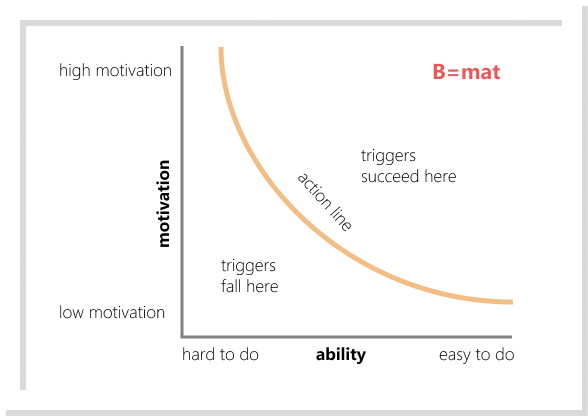 high motivation
B=mat
triggers
succeed here
motivation
action line
triggers
fall here
low motivation
hard to do
ability
easy to do